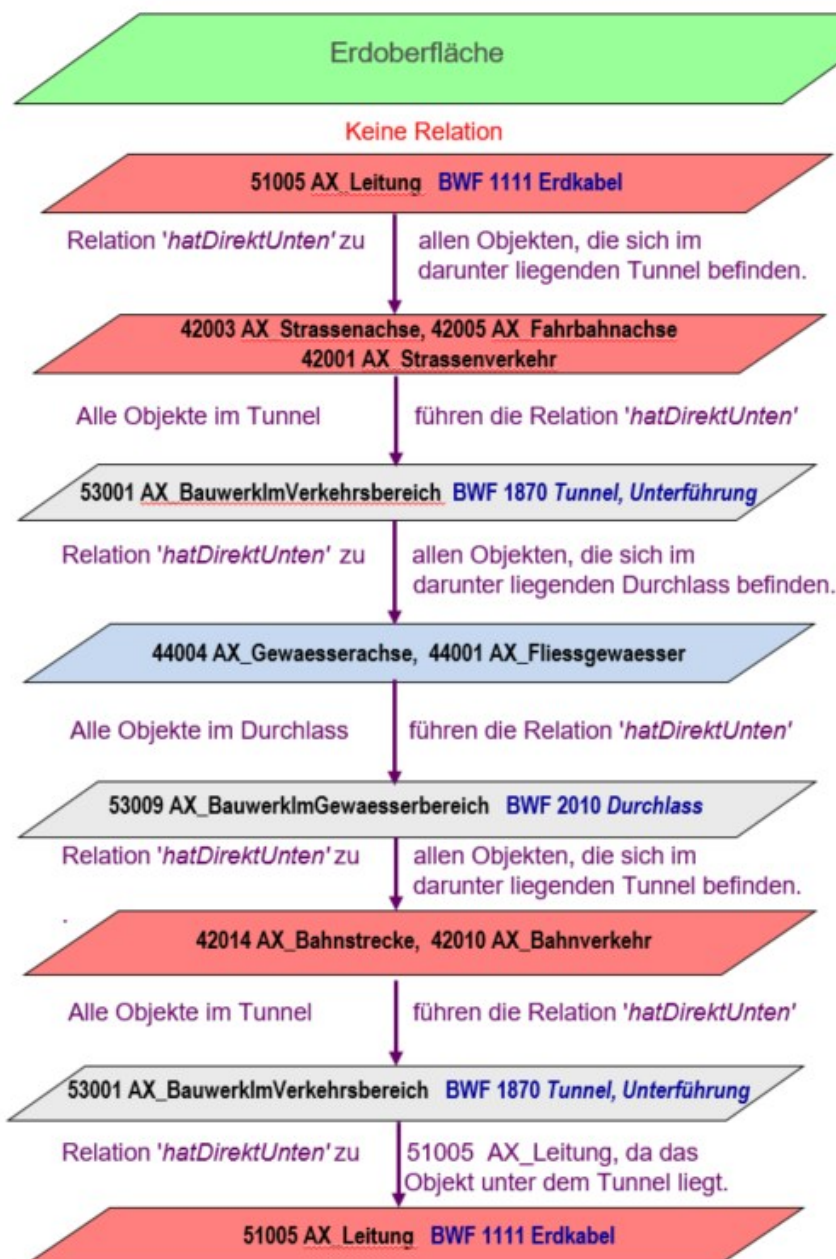 Erdoberfläche
Keine Relation
51005 AX_Leitung BWF 1111 Erdkabel
Relation 'hatDirektUnten' zu allen Objekten, die sich im
darunter liegenden Tunnel befinden.
42003 AX_Strassenachse, 42005 AX_Fahrbahnachse
42001 AX_Strassenverkehr
Alle Objekte im Tunnel führen die Relation 'hatDirektUnten'
53001 AX_BauwerkImVerkehrsbereich BWF 1870 Tunnel, Unterführung
Relation 'hatDirektUnten' zu allen Objekten, die sich im
darunter liegenden Durchlass befinden.
44004 AX_Gewaesserachse, 44001 AX_Fliessgewaesser
Alle Objekte im Durchlass führen die Relation 'hatDirektUnten'
53009 AX_BauwerkImGewaesserbereich BWF 2010 Durchlass
Relation 'hatDirektUnten' zu allen Objekten, die sich im
darunter liegenden Tunnel befinden.
.
42014 AX_Bahnstrecke, 42010 AX_Bahnverkehr
Alle Objekte im Tunnel führen die Relation 'hatDirektUnten'
53001 AX_BauwerkImVerkehrsbereich BWF 1870 Tunnel, Unterführung
Relation 'hatDirektUnten' zu 51005 AX_Leitung, da das
Objekt unter dem Tunnel liegt.
51005 AX_Leitung BWF 1111 Erdkabel